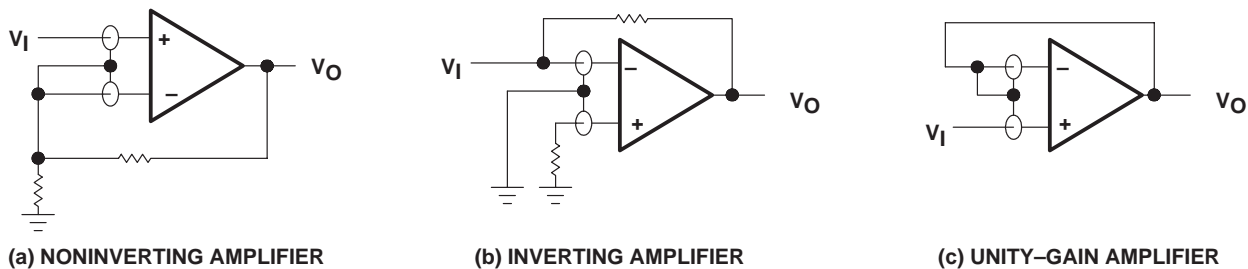 VI
+
–
VO
(a) NONINVERTING AMPLIFIER
VI
–
+
VO
(b) INVERTING AMPLIFIER
–
+
VI
VO
(c) UNITY–GAIN AMPLIFIER